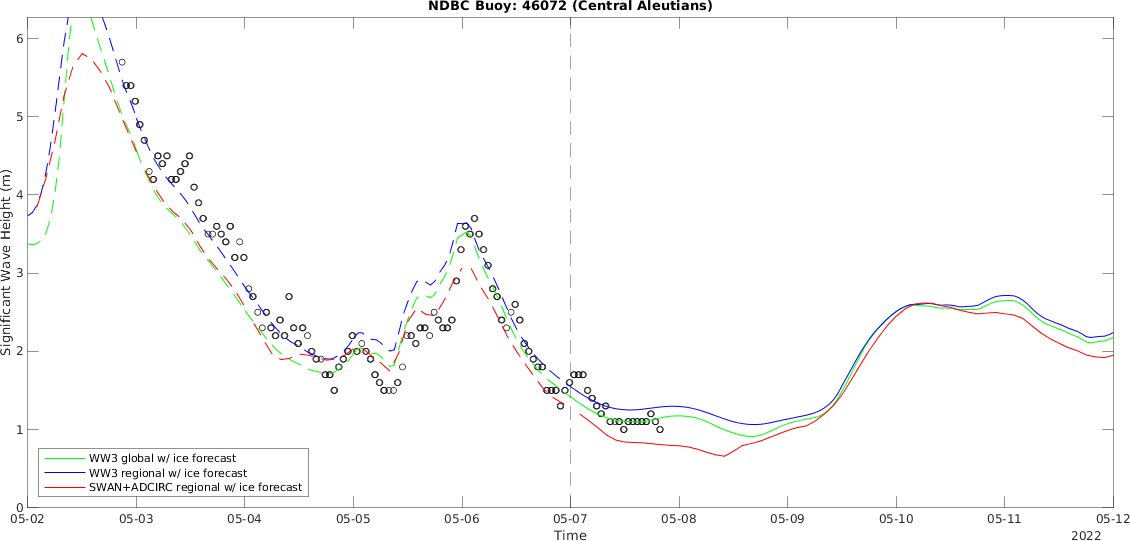 NDBC Buoy: 46072 (Central Aleutians)
6
5
4
3
2
1
0
Significant Wave Height (m)
WW3 global w/ ice forecast
WW3 regional w/ ice forecast
SWAN+ADCIRC regional w/ ice forecast
05-02 05-03 05-04 05-05 05-06 05-07 05-08 05-09 05-10 05-11 05-12
Time
2022